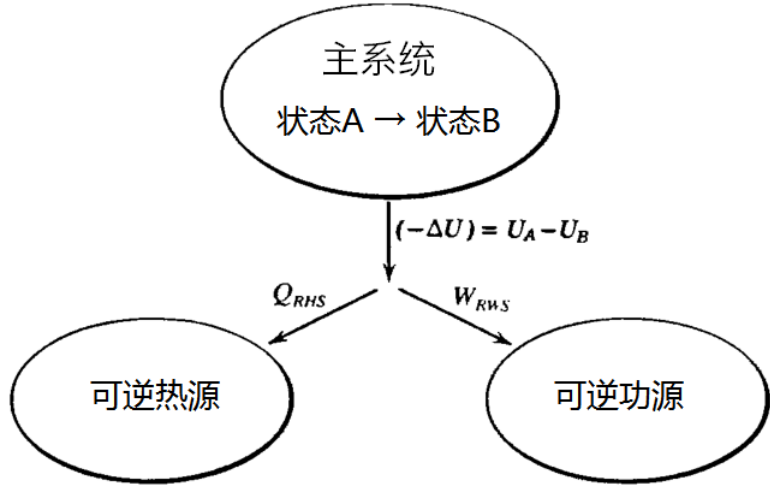 主系统
状态A → 状态B
(−ΔU) = U_A − U_B
Q_RHS
W_RWS
可逆热源
可逆功源